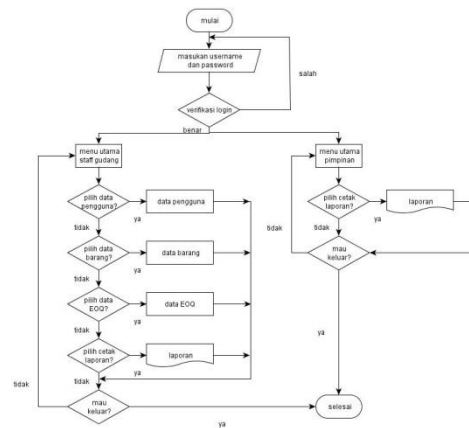 mulai
masukan username
dan password
salah
verifikasi login
benar
menu utama
staff gudang
menu utama
pimpinan
pilih data
pengguna?
data pengguna
ya
tidak
pilih cetak
laporan?
laporan
ya
tidak
tidak
pilih data
barang?
data barang
ya
tidak
mau
keluar?
pilih data
EOQ?
data EOQ
ya
tidak
ya
pilih cetak
laporan?
laporan
ya
tidak
tidak
mau
keluar?
ya
selesai